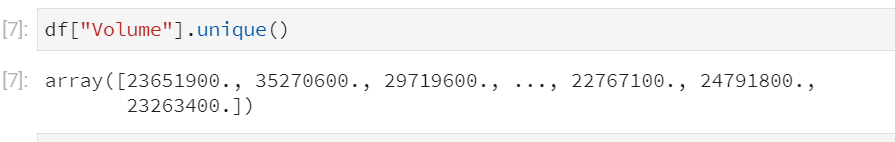 [7]: df["Volume"].unique()
[7]: array([23651900., 35270600., 29719600., ..., 22767100., 24791800.,
23263400.])